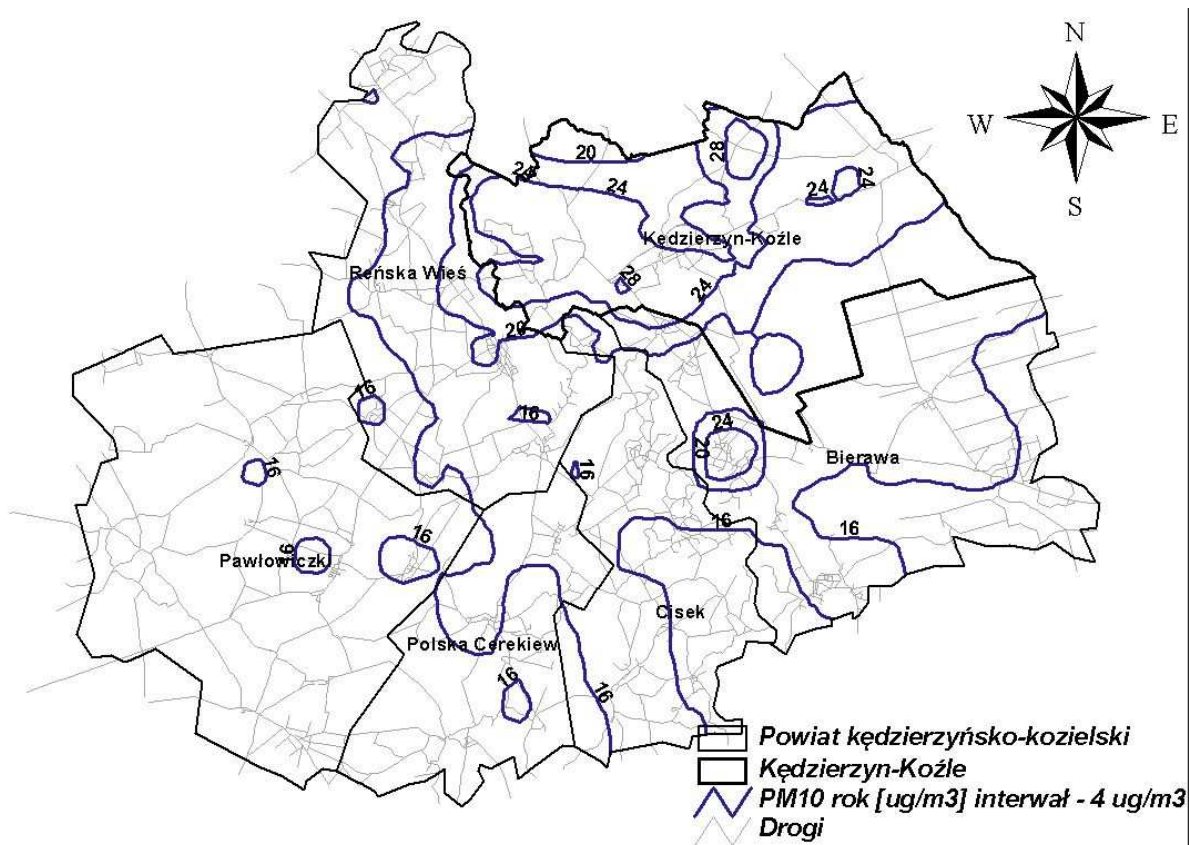 N
W E
S
20
24
24
28
24
24
Kędzierzyn-Koźle
28
24
Reńska Wieś
20
16
16
24
20
Bierawa
16
16
16
16
16
16
Pawłowiczki
16
Cisek
Polska Cerekiew
16
16
Powiat kędzierzyńsko-kozielski
Kędzierzyn-Koźle
PM10 rok [ug/m3] interwał - 4 ug/m3
Drogi